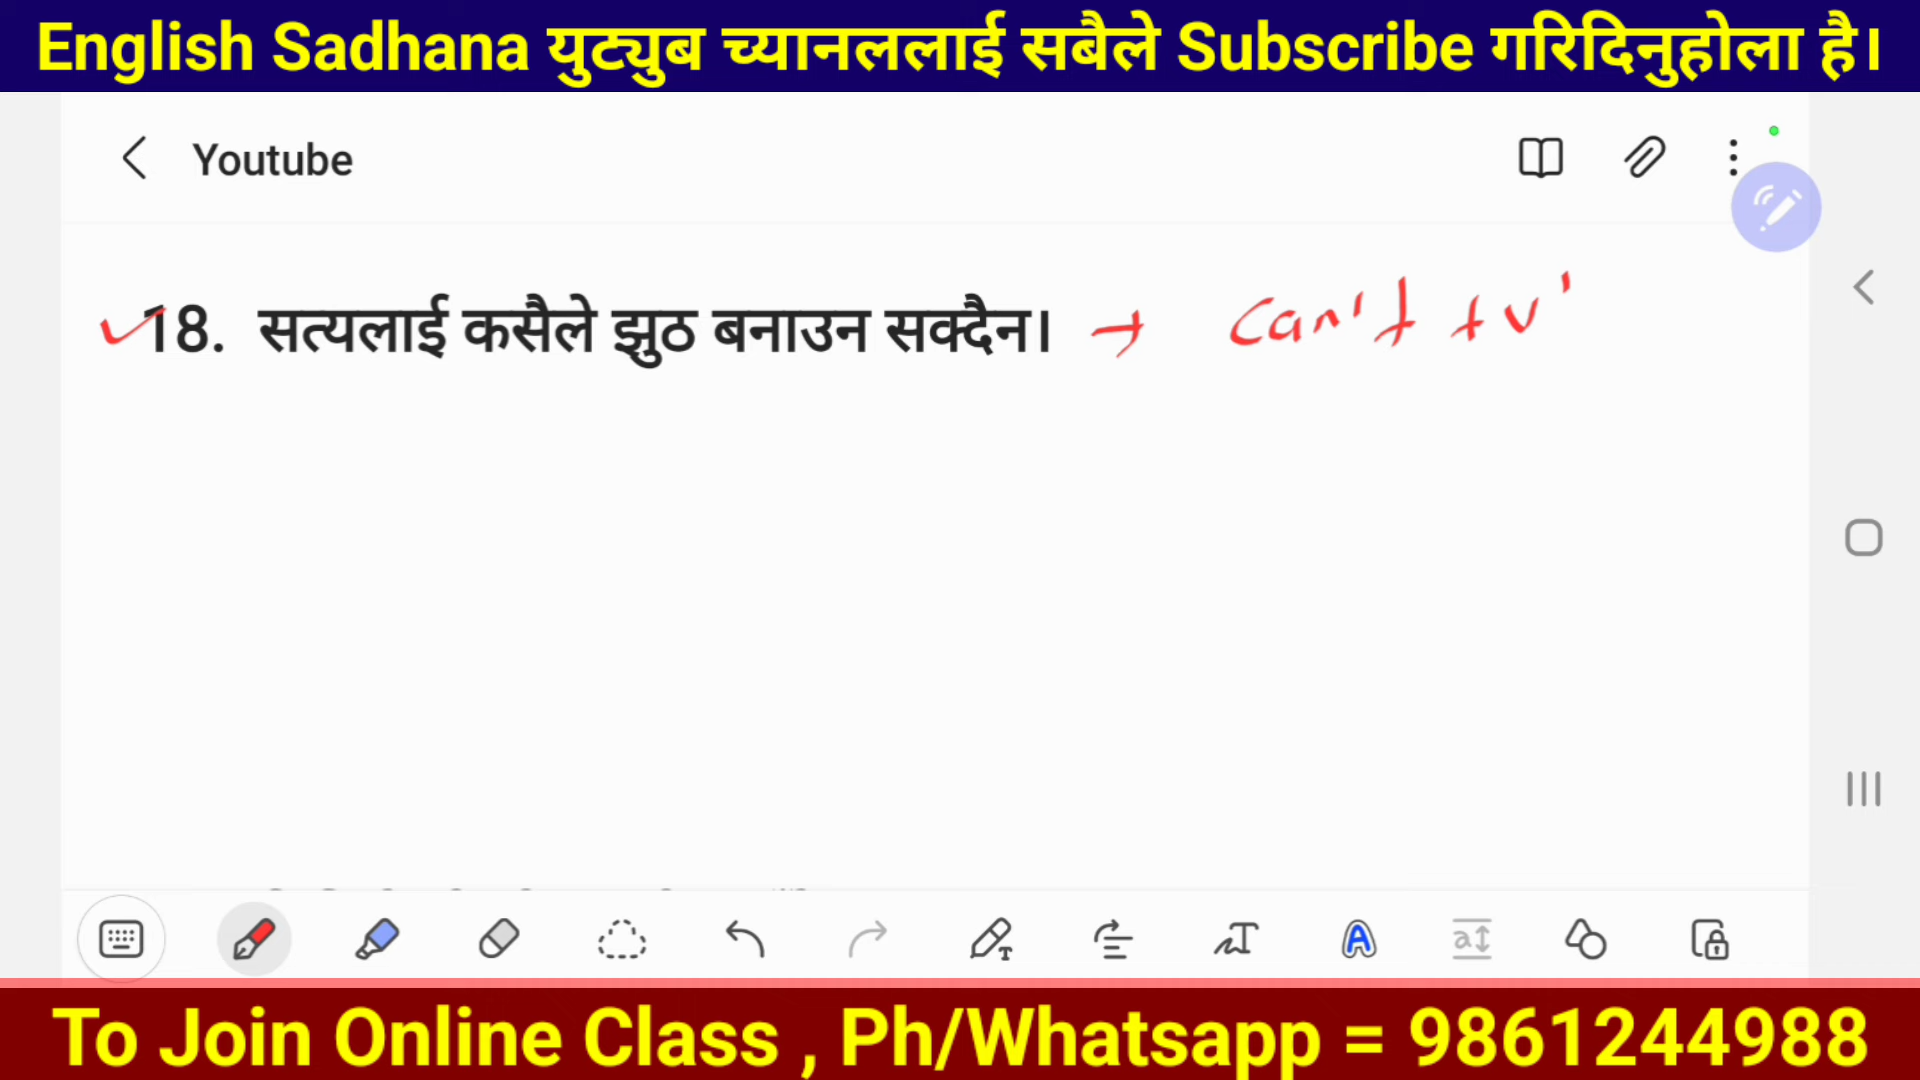 English Sadhana युट्युब च्यानललाई सबैले Subscribe गरिदिनुहोला है।
Youtube
18. सत्यलाई कसैले झुठ बनाउन सक्दैन। → Can't + v'
To Join Online Class , Ph/Whatsapp = 9861244988